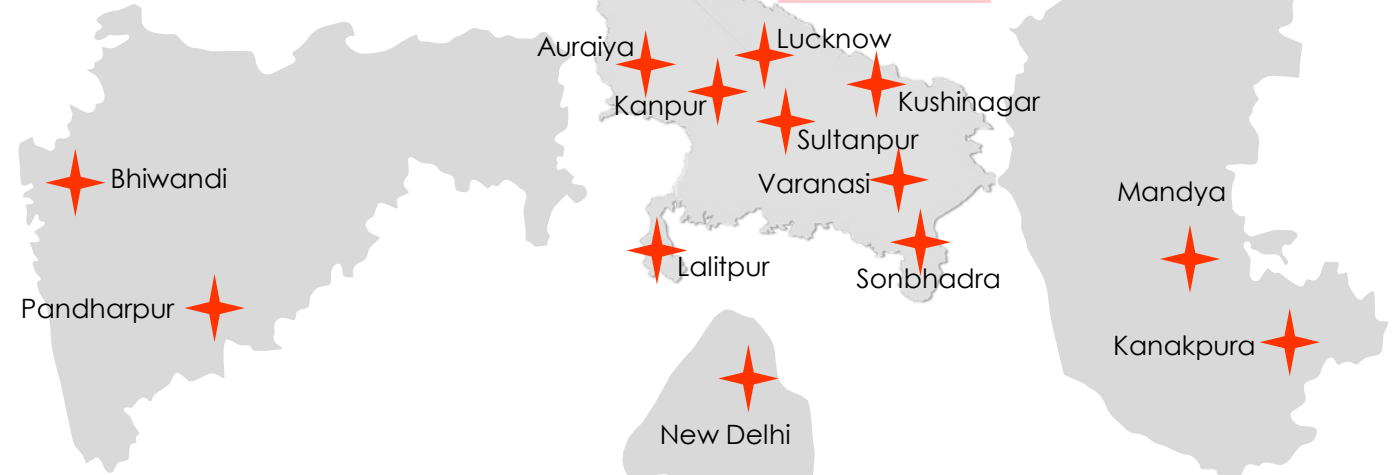 Lucknow
Auraiya
Kushinagar
Kanpur
Sultanpur
Bhiwandi
Varanasi
Mandya
Lalitpur
Sonbhadra
Pandharpur
Kanakpura
New Delhi